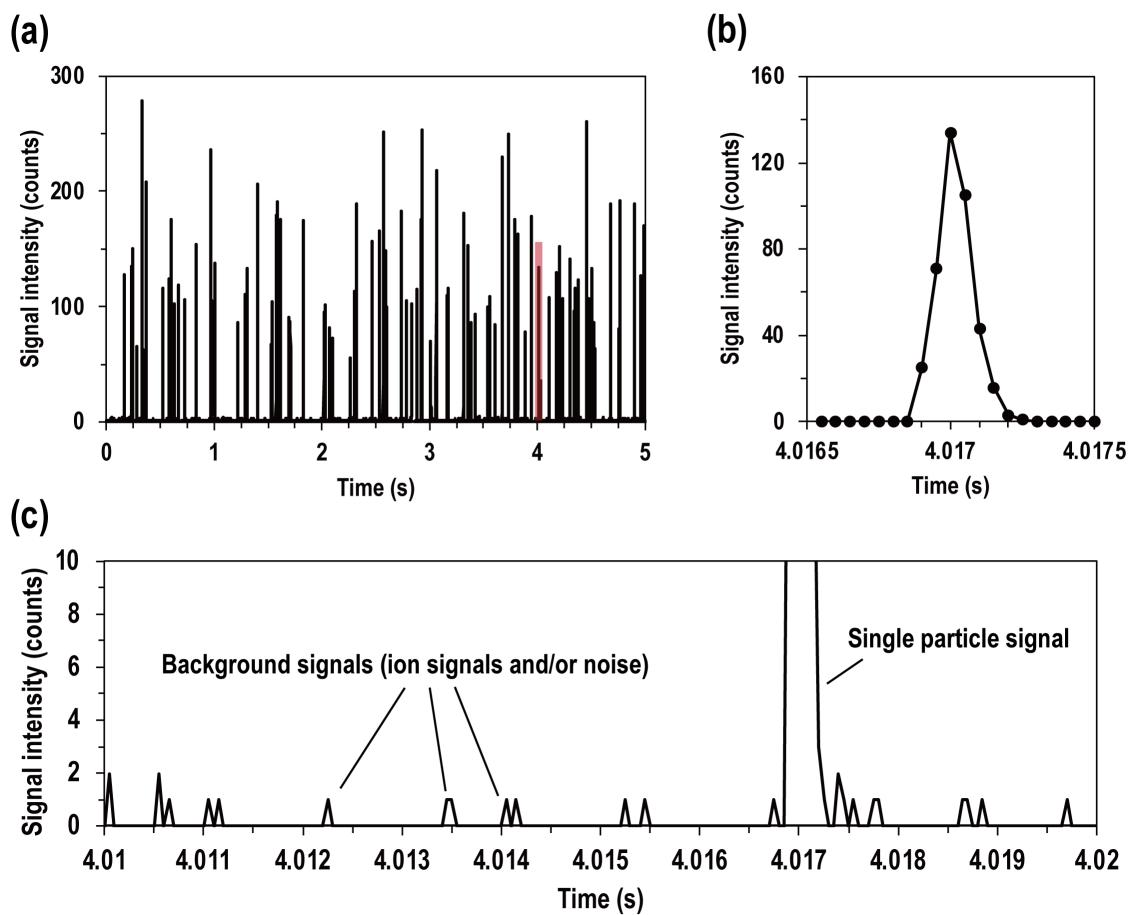 (a)
(b)
300
200
100
0
Signal intensity (counts)
0 1 2 3 4 5
Time (s)
160
120
80
40
0
Signal intensity (counts)
4.0165 4.017 4.0175
Time (s)
(c)
10
8
6
4
2
0
Signal intensity (counts)
Background signals (ion signals and/or noise)
Single particle signal
4.01 4.011 4.012 4.013 4.014 4.015 4.016 4.017 4.018 4.019 4.02
Time (s)